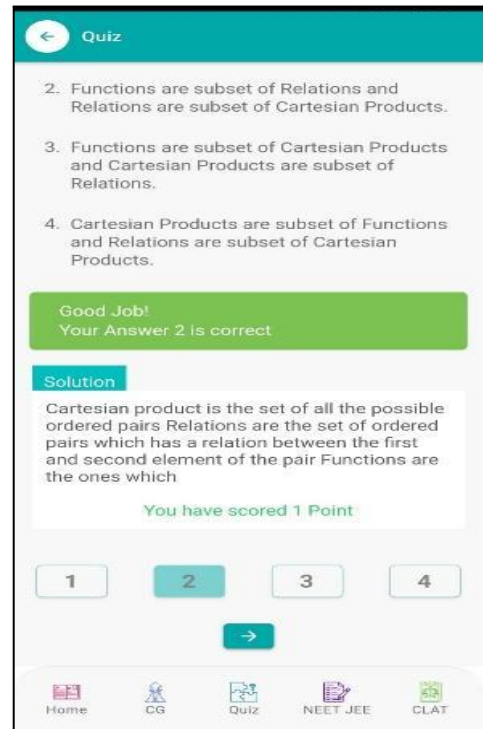 Quiz
2. Functions are subset of Relations and
Relations are subset of Cartesian Products.
3. Functions are subset of Cartesian Products
and Cartesian Products are subset of
Relations.
4. Cartesian Products are subset of Functions
and Relations are subset of Cartesian
Products.
Good Job!
Your Answer 2 is correct
Solution
Cartesian product is the set of all the possible
ordered pairs Relations are the set of ordered
pairs which has a relation between the first
and second element of the pair Functions are
the ones which
You have scored 1 Point
1 2 3 4
Home CG Quiz NEET JEE CLAT